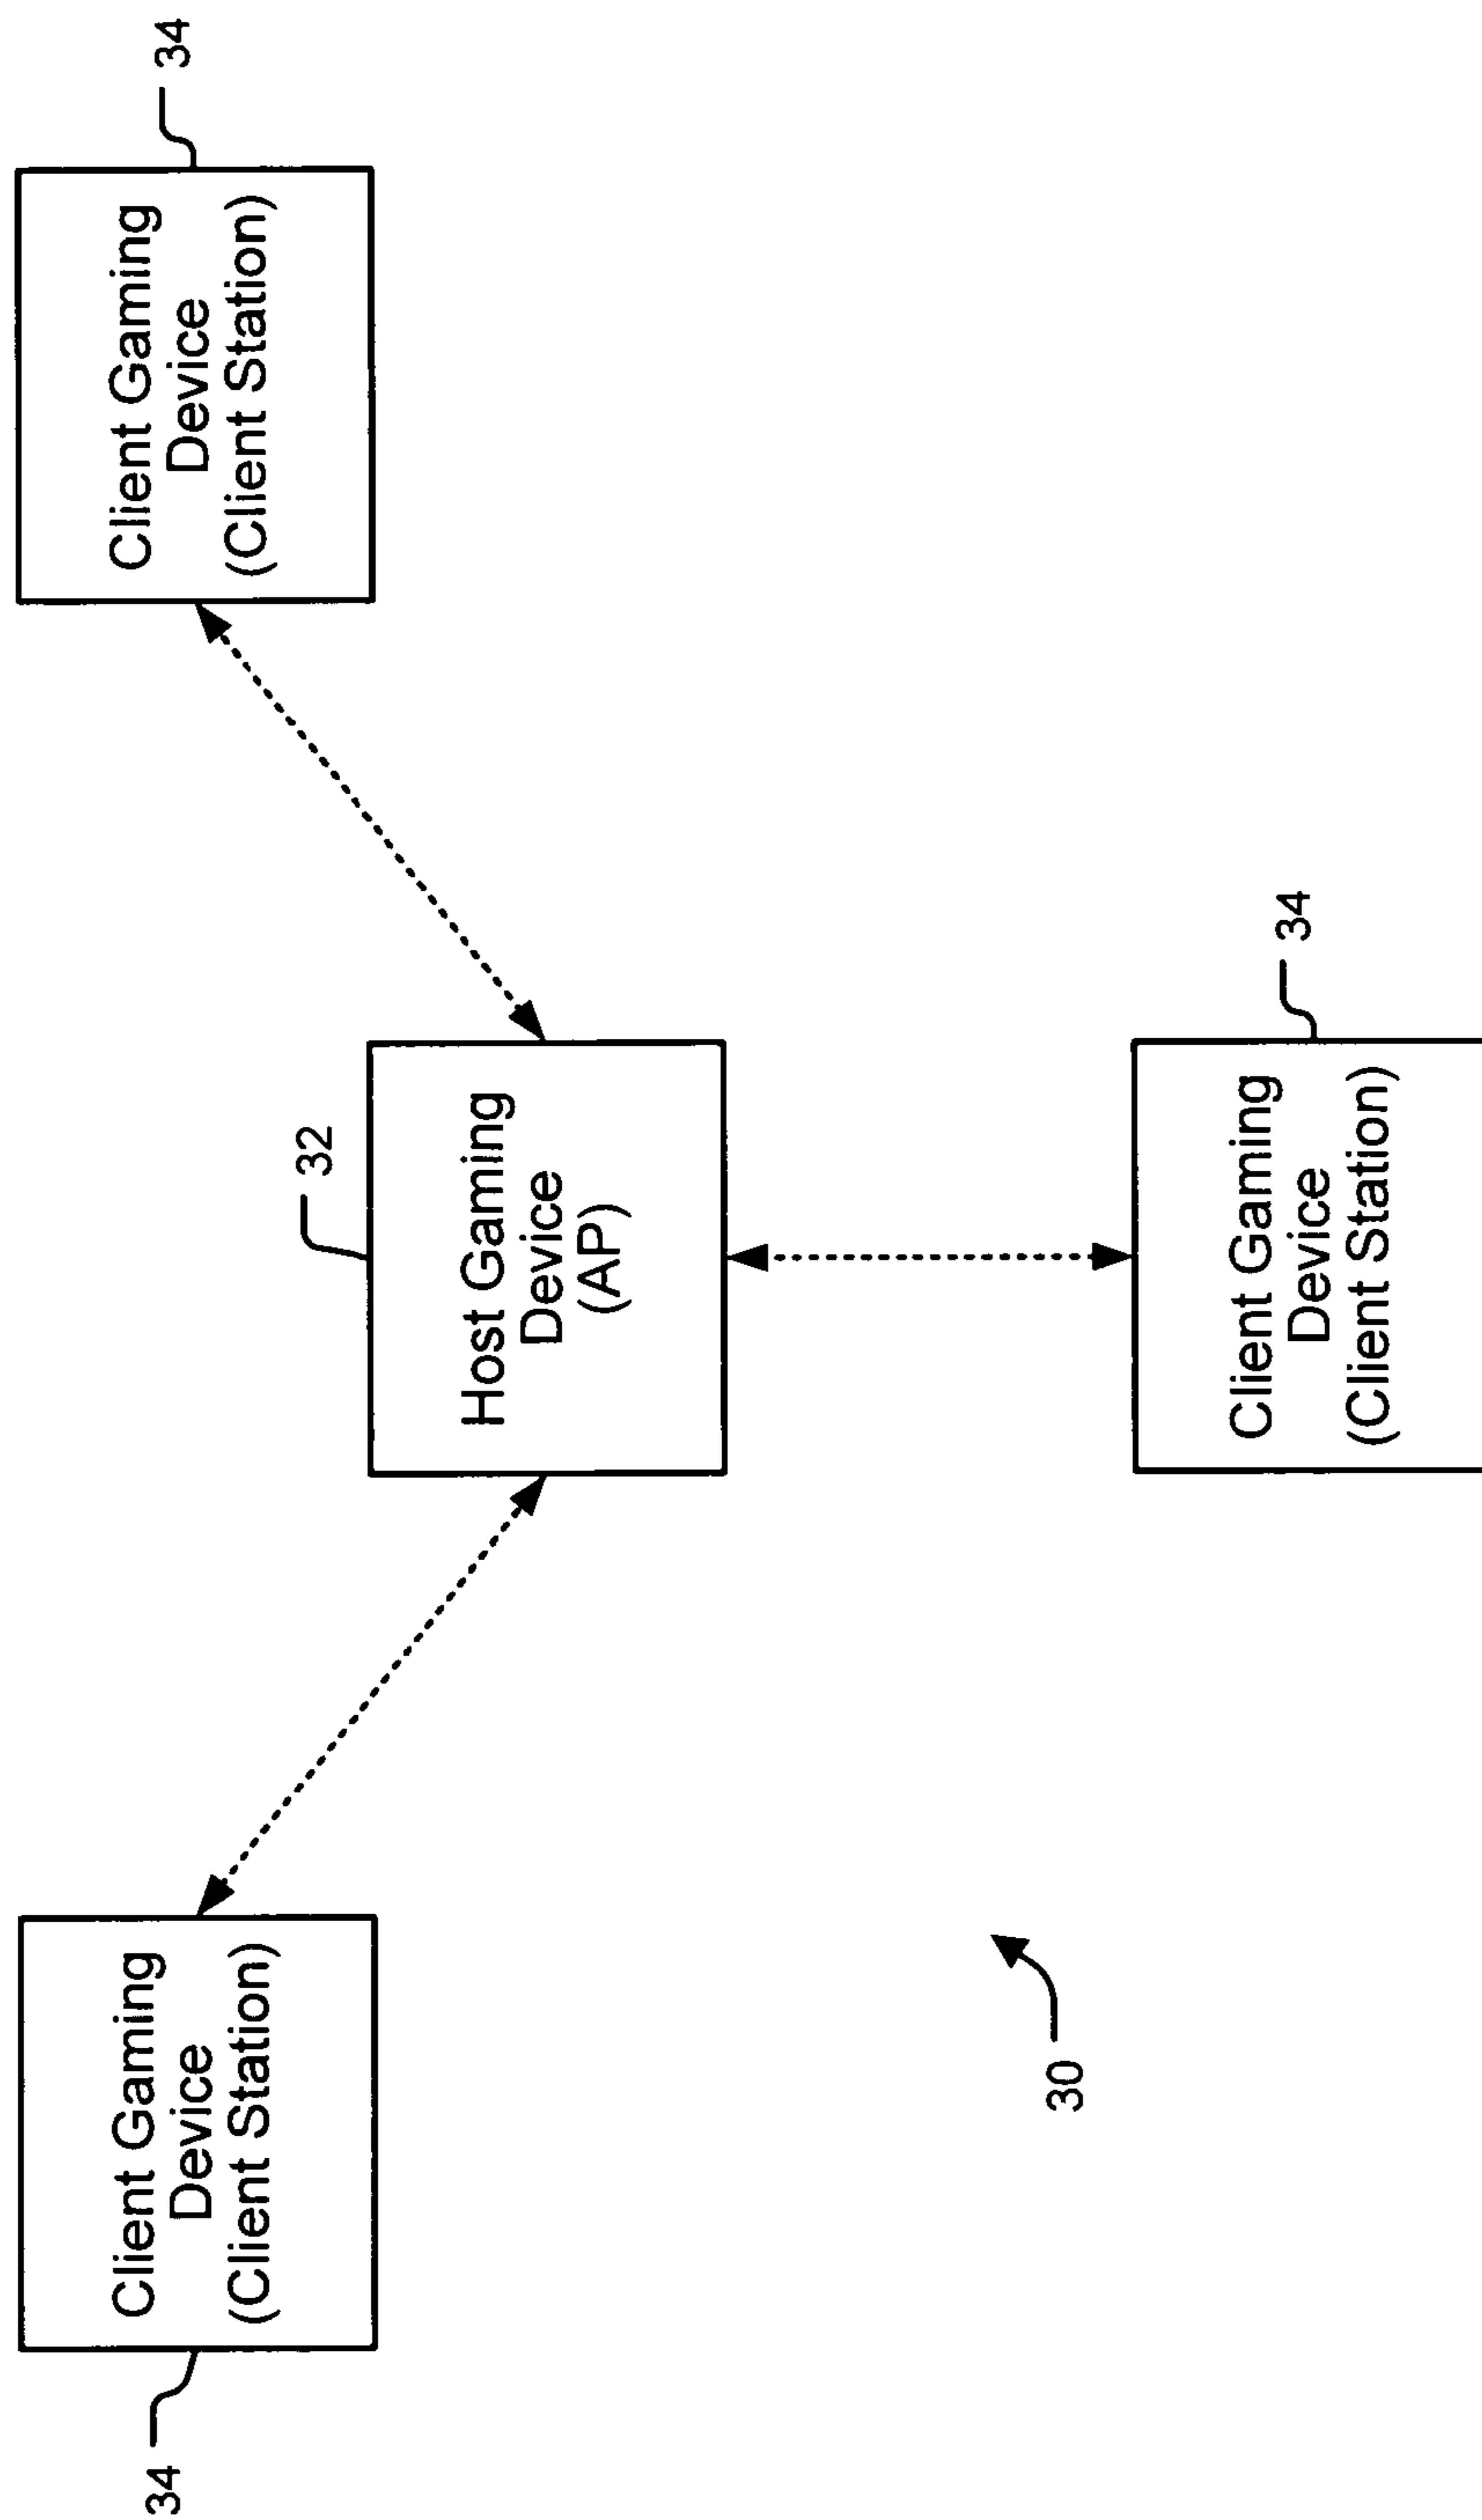 34
Client Gaming
Device
(Client Station)
34
Client Gaming
Device
(Client Station)
32
Host Gaming
Device
(AP)
30
34
Client Gaming
Device
(Client Station)